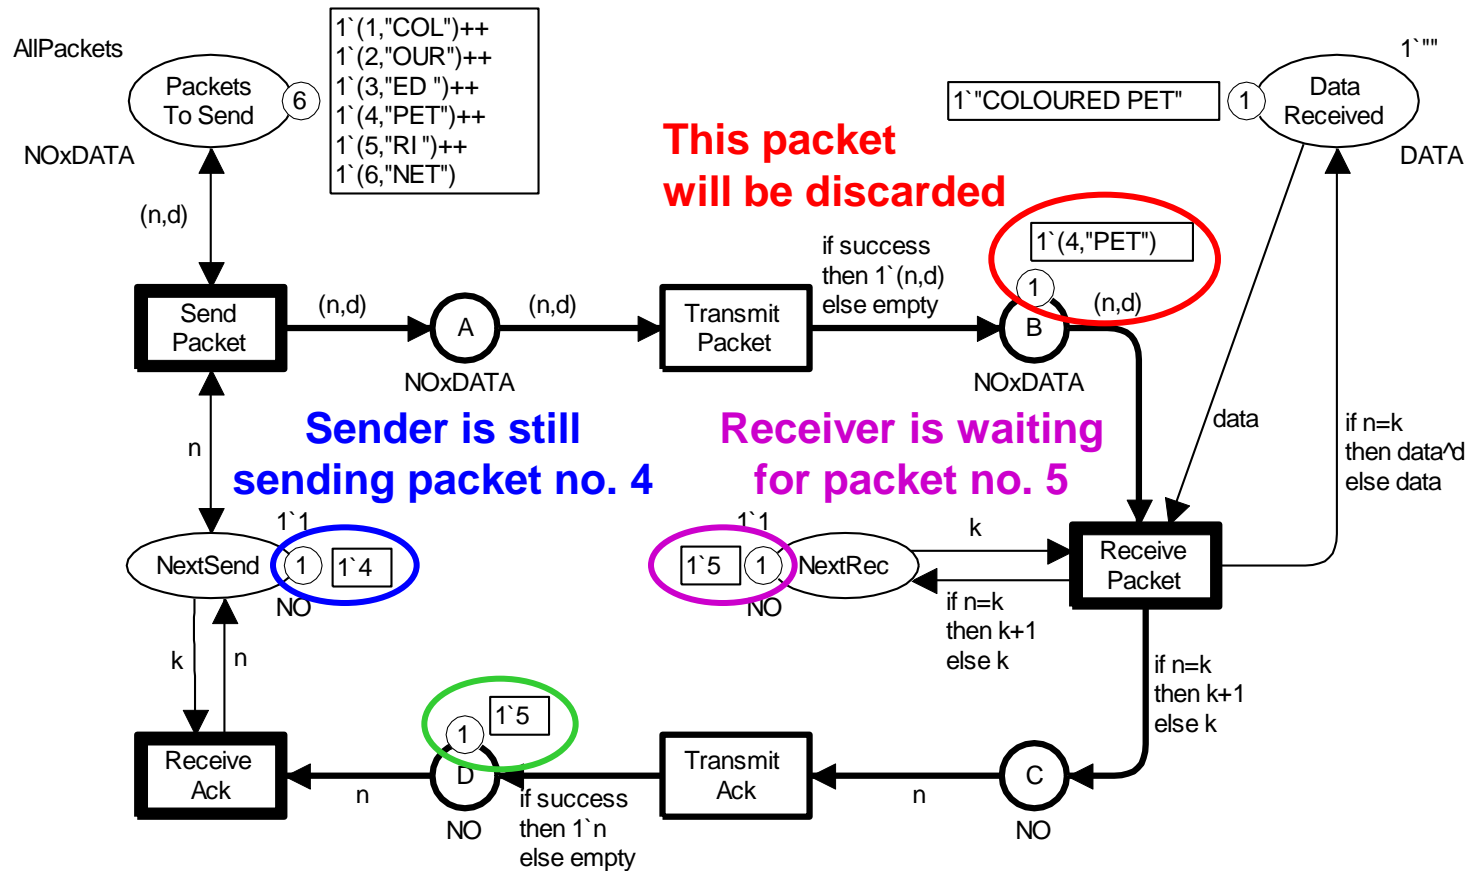 AllPackets
Packets
To Send
6
1`(1,"COL")++
1`(2,"OUR")++
1`(3,"ED ")++
1`(4,"PET")++
1`(5,"RI ")++
1`(6,"NET")
NOxDATA
1`""
1`"COLOURED PET"
1
Data
Received
DATA
This packet
will be discarded
(n,d)
if success
then 1`(n,d)
else empty
1`(4,"PET")
1
(n,d)
Send
Packet
(n,d)
A
(n,d)
Transmit
Packet
B
NOxDATA
NOxDATA
Sender is still
sending packet no. 4
Receiver is waiting
for packet no. 5
n
data
if n=k
then data^d
else data
1`1
NextSend
1
1`4
NO
1`1
1`5
1
NextRec
NO
k
Receive
Packet
if n=k
then k+1
else k
k
n
if n=k
then k+1
else k
1`5
1
Receive
Ack
n
D
NO
if success
then 1`n
else empty
Transmit
Ack
n
C
NO